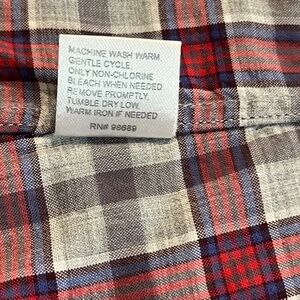 MACHINE WASH WARM
GENTLE CYCLE.
ONLY NON-CHLORINE
BLEACH WHEN NEEDED.
REMOVE PROMPTLY.
TUMBLE DRY LOW.
WARM IRON IF NEEDED
RN# 98689